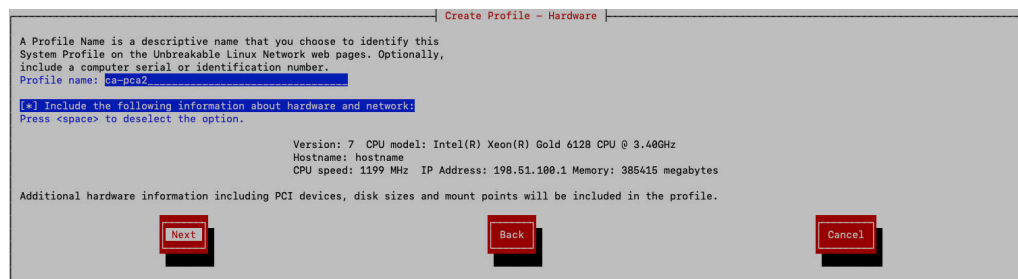 Create Profile – Hardware
A Profile Name is a descriptive name that you choose to identify this
System Profile on the Unbreakable Linux Network web pages. Optionally,
include a computer serial or identification number.
Profile name: ca-pca2________________________________
[*] Include the following information about hardware and network:
Press <space> to deselect the option.
Version: 7 CPU model: Intel(R) Xeon(R) Gold 6128 CPU @ 3.40GHz
Hostname: hostname
CPU speed: 1199 MHz IP Address: 198.51.100.1 Memory: 385415 megabytes
Additional hardware information including PCI devices, disk sizes and mount points will be included in the profile.
Next Back Cancel